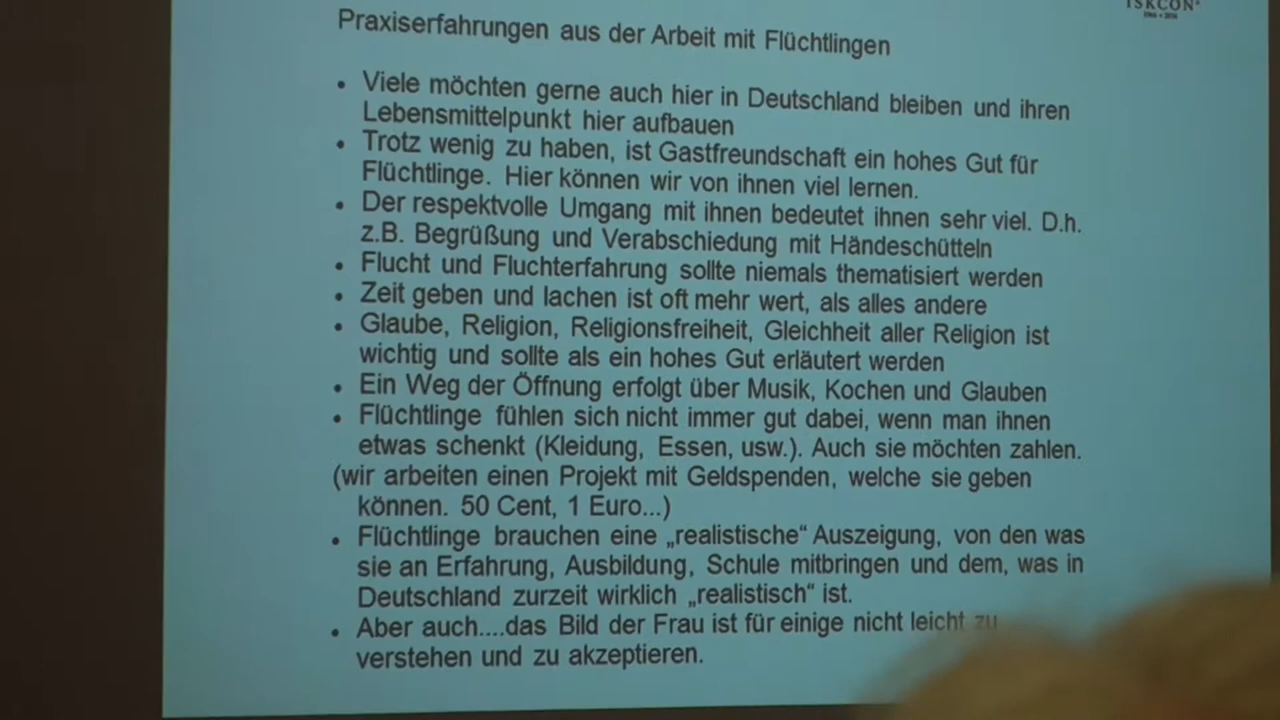 ISKCON
Praxiserfahrungen aus der Arbeit mit Flüchtlingen
• Viele möchten gerne auch hier in Deutschland bleiben und ihren
Lebensmittelpunkt hier aufbauen
• Trotz wenig zu haben, ist Gastfreundschaft ein hohes Gut für
Flüchtlinge. Hier können wir von ihnen viel lernen.
• Der respektvolle Umgang mit ihnen bedeutet ihnen sehr viel. D.h.
z.B. Begrüßung und Verabschiedung mit Händeschütteln
• Flucht und Fluchterfahrung sollte niemals thematisiert werden
• Zeit geben und lachen ist oft mehr wert, als alles andere
• Glaube, Religion, Religionsfreiheit, Gleichheit aller Religion ist
wichtig und sollte als ein hohes Gut erläutert werden
• Ein Weg der Öffnung erfolgt über Musik, Kochen und Glauben
• Flüchtlinge fühlen sich nicht immer gut dabei, wenn man ihnen
etwas schenkt (Kleidung, Essen, usw.). Auch sie möchten zahlen.
(wir arbeiten einen Projekt mit Geldspenden, welche sie geben
können. 50 Cent, 1 Euro...)
• Flüchtlinge brauchen eine „realistische“ Auszeigung, von den was
sie an Erfahrung, Ausbildung, Schule mitbringen und dem, was in
Deutschland zurzeit wirklich „realistisch“ ist.
• Aber auch....das Bild der Frau ist für einige nicht leicht zu
verstehen und zu akzeptieren.